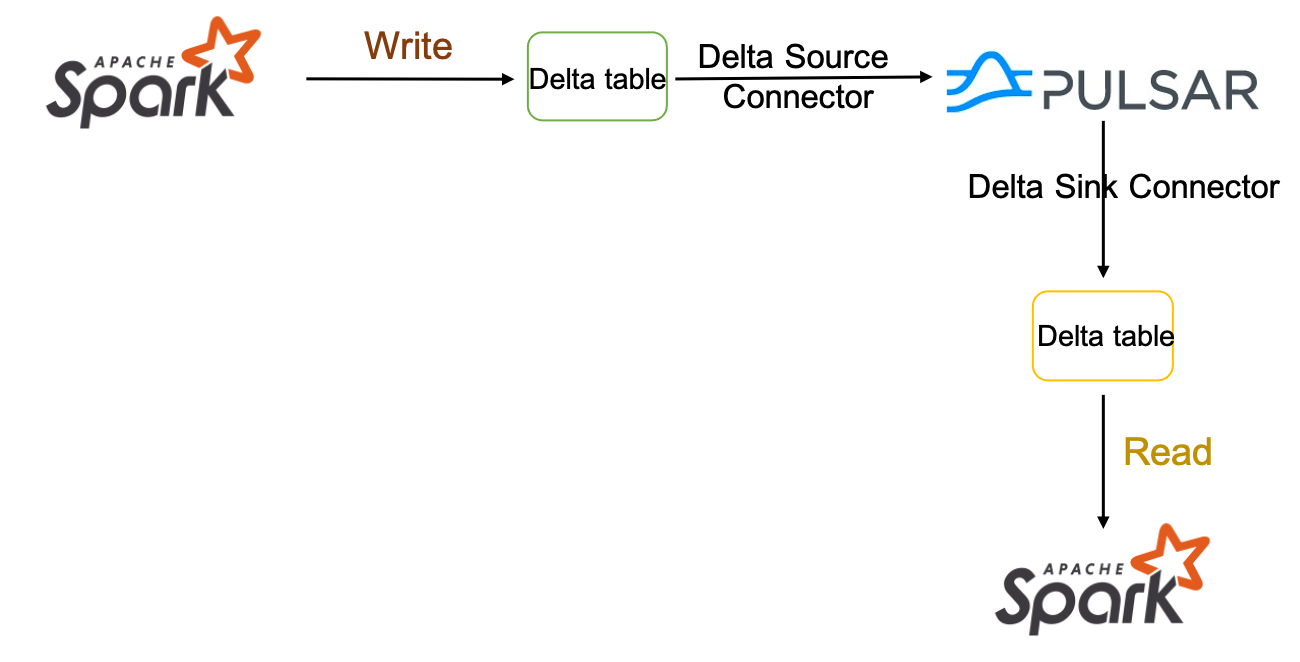 APACHE
Spark
Write
Delta table
Delta Source
Connector
PULSAR
Delta Sink Connector
Delta table
Read
APACHE
Spark